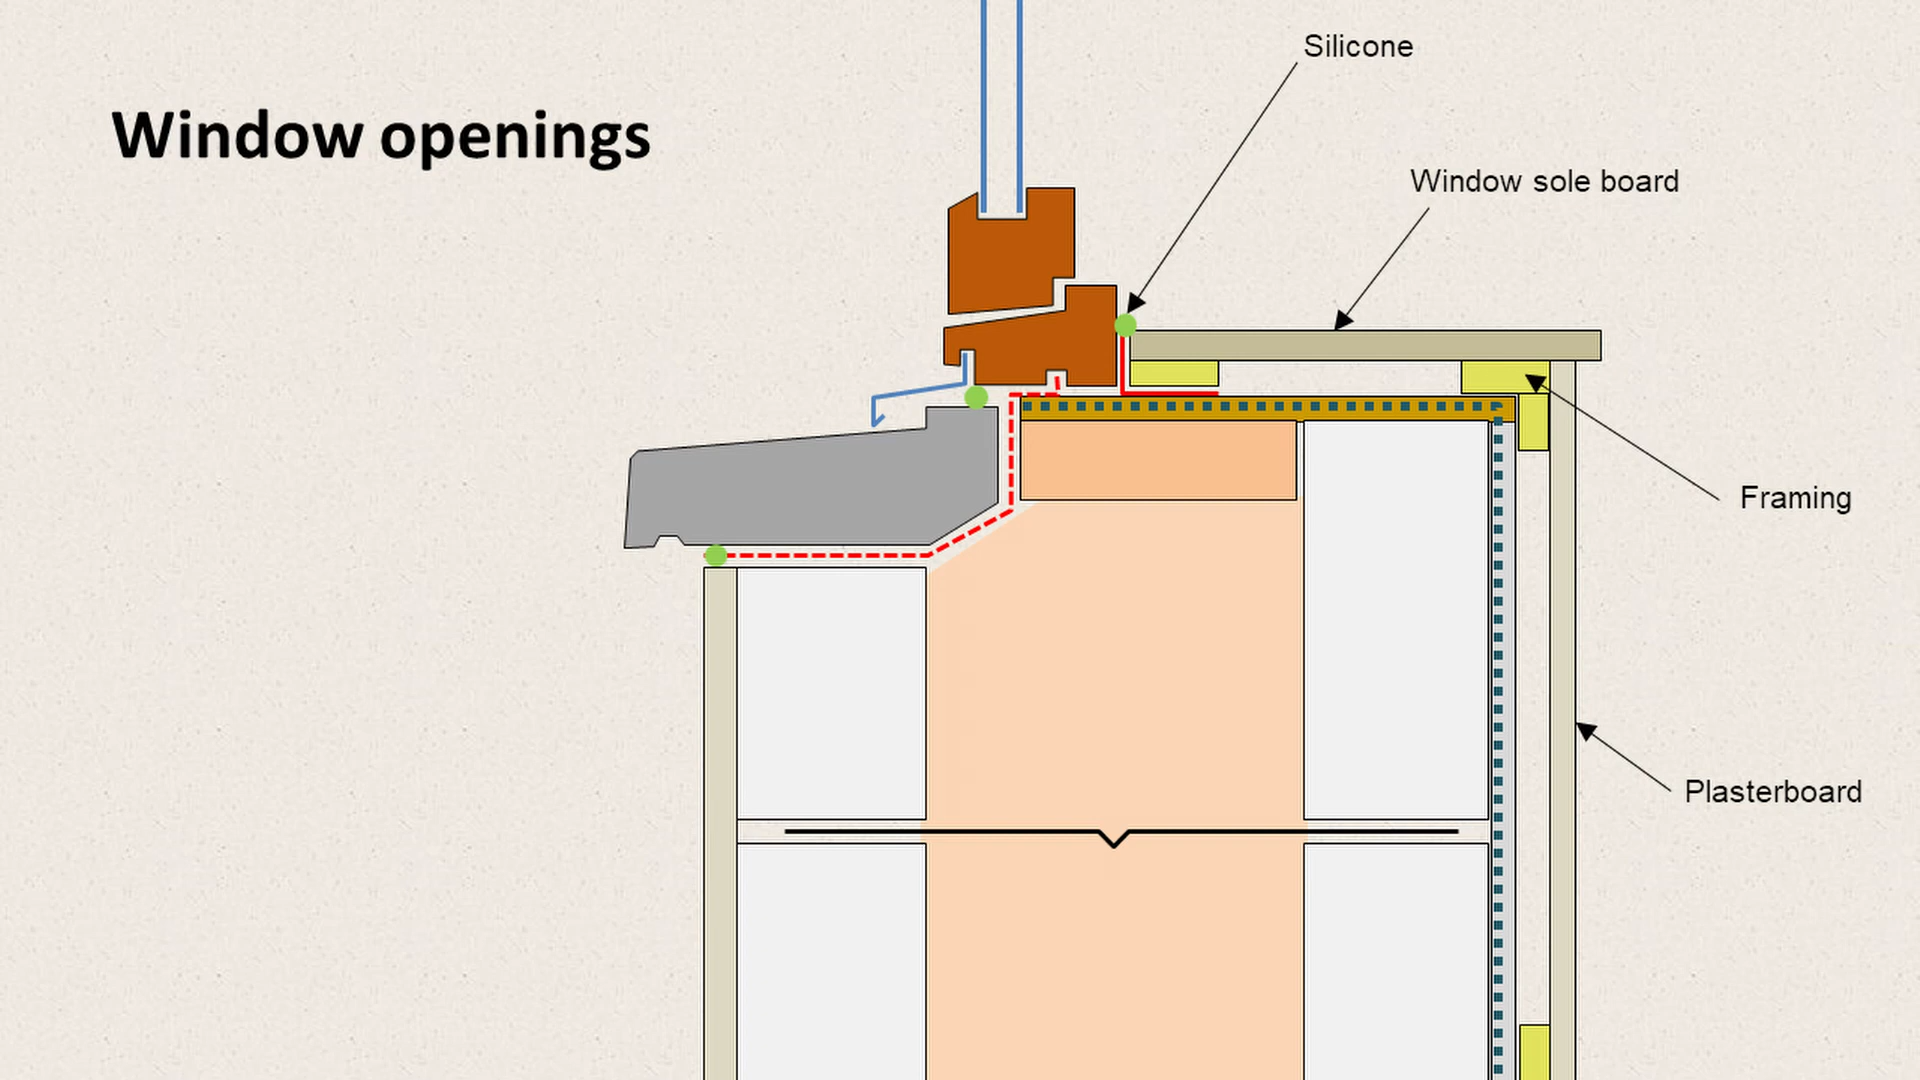 Silicone
Window openings
Window sole board
Framing
Plasterboard